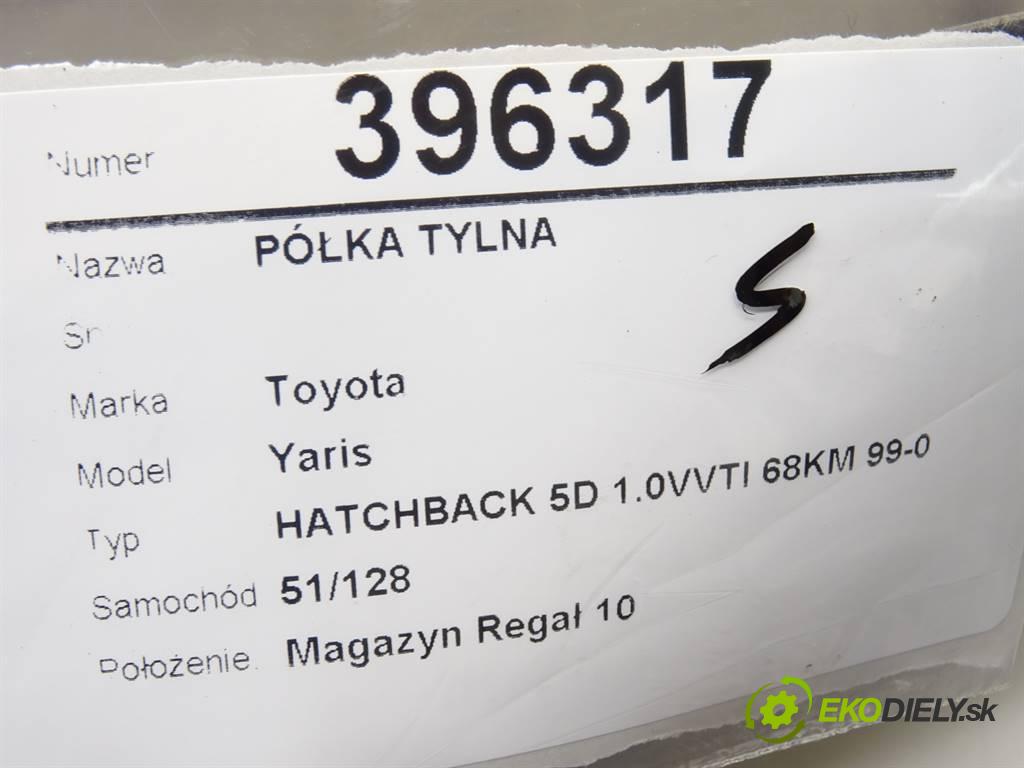 Numer 396317
Nazwa PÓŁKA TYLNA
Sr
S
Marka Toyota
Model Yaris
Typ HATCHBACK 5D 1.0VVTI 68KM 99-0
Samochód 51/128
Położenie. Magazyn Regał 10
EKODIELY.sk